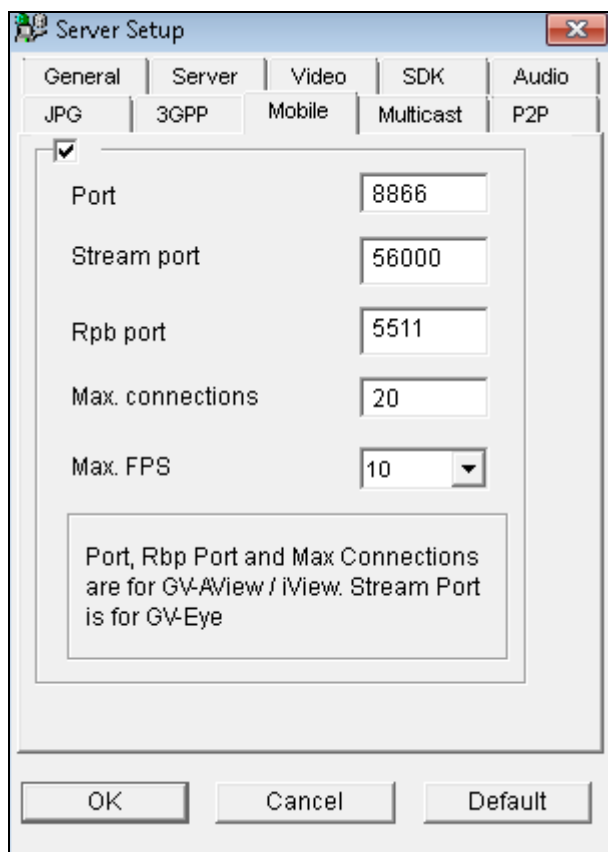 Server Setup
General Server Video SDK Audio
JPG 3GPP Mobile Multicast P2P
Port 8866
Stream port 56000
Rpb port 5511
Max. connections 20
Max. FPS 10
Port, Rbp Port and Max Connections
are for GV-AView / iView. Stream Port
is for GV-Eye
OK Cancel Default